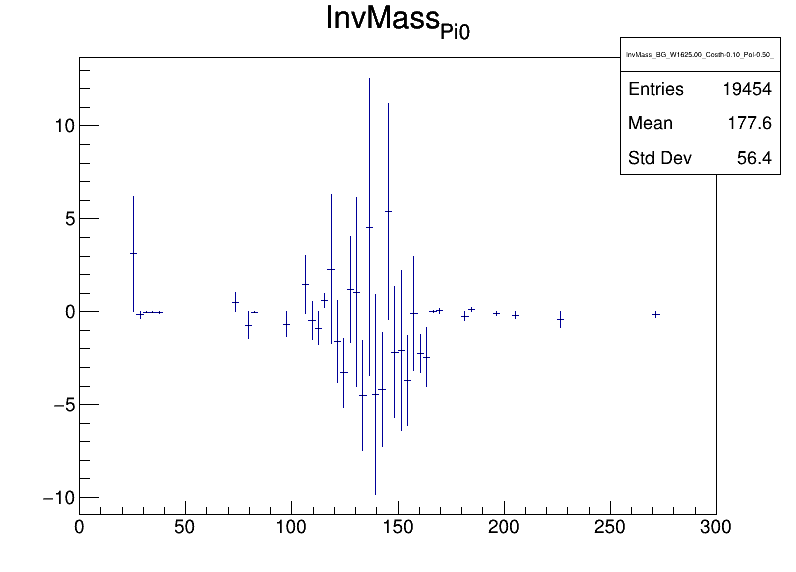 InvMass_Pi0
InvMass_BG_W1625.00_Costh-0.10_Pol-0.50_
Entries 19454
Mean 177.6
Std Dev 56.4
10
5
0
−5
−10
0 50 100 150 200 250 300